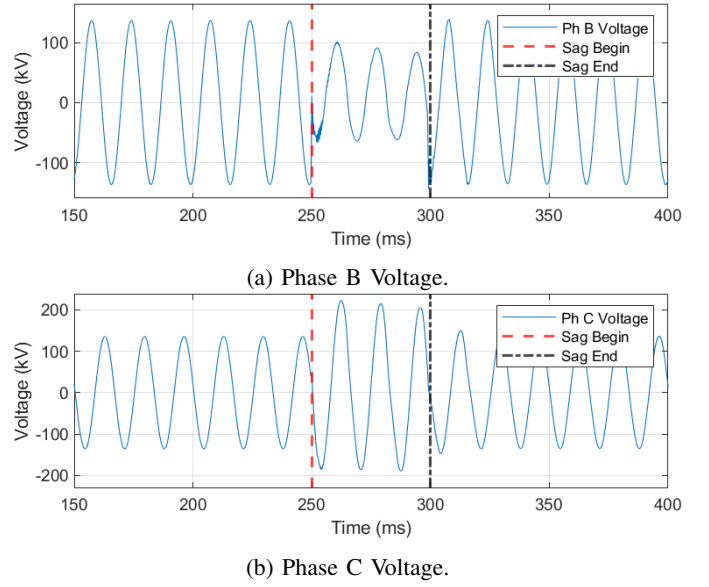 100
0
-100
Voltage (kV)
Ph B Voltage
Sag Begin
Sag End
150 200 250 300 350 400
Time (ms)
(a) Phase B Voltage.
200
100
0
-100
-200
Voltage (kV)
Ph C Voltage
Sag Begin
Sag End
150 200 250 300 350 400
Time (ms)
(b) Phase C Voltage.